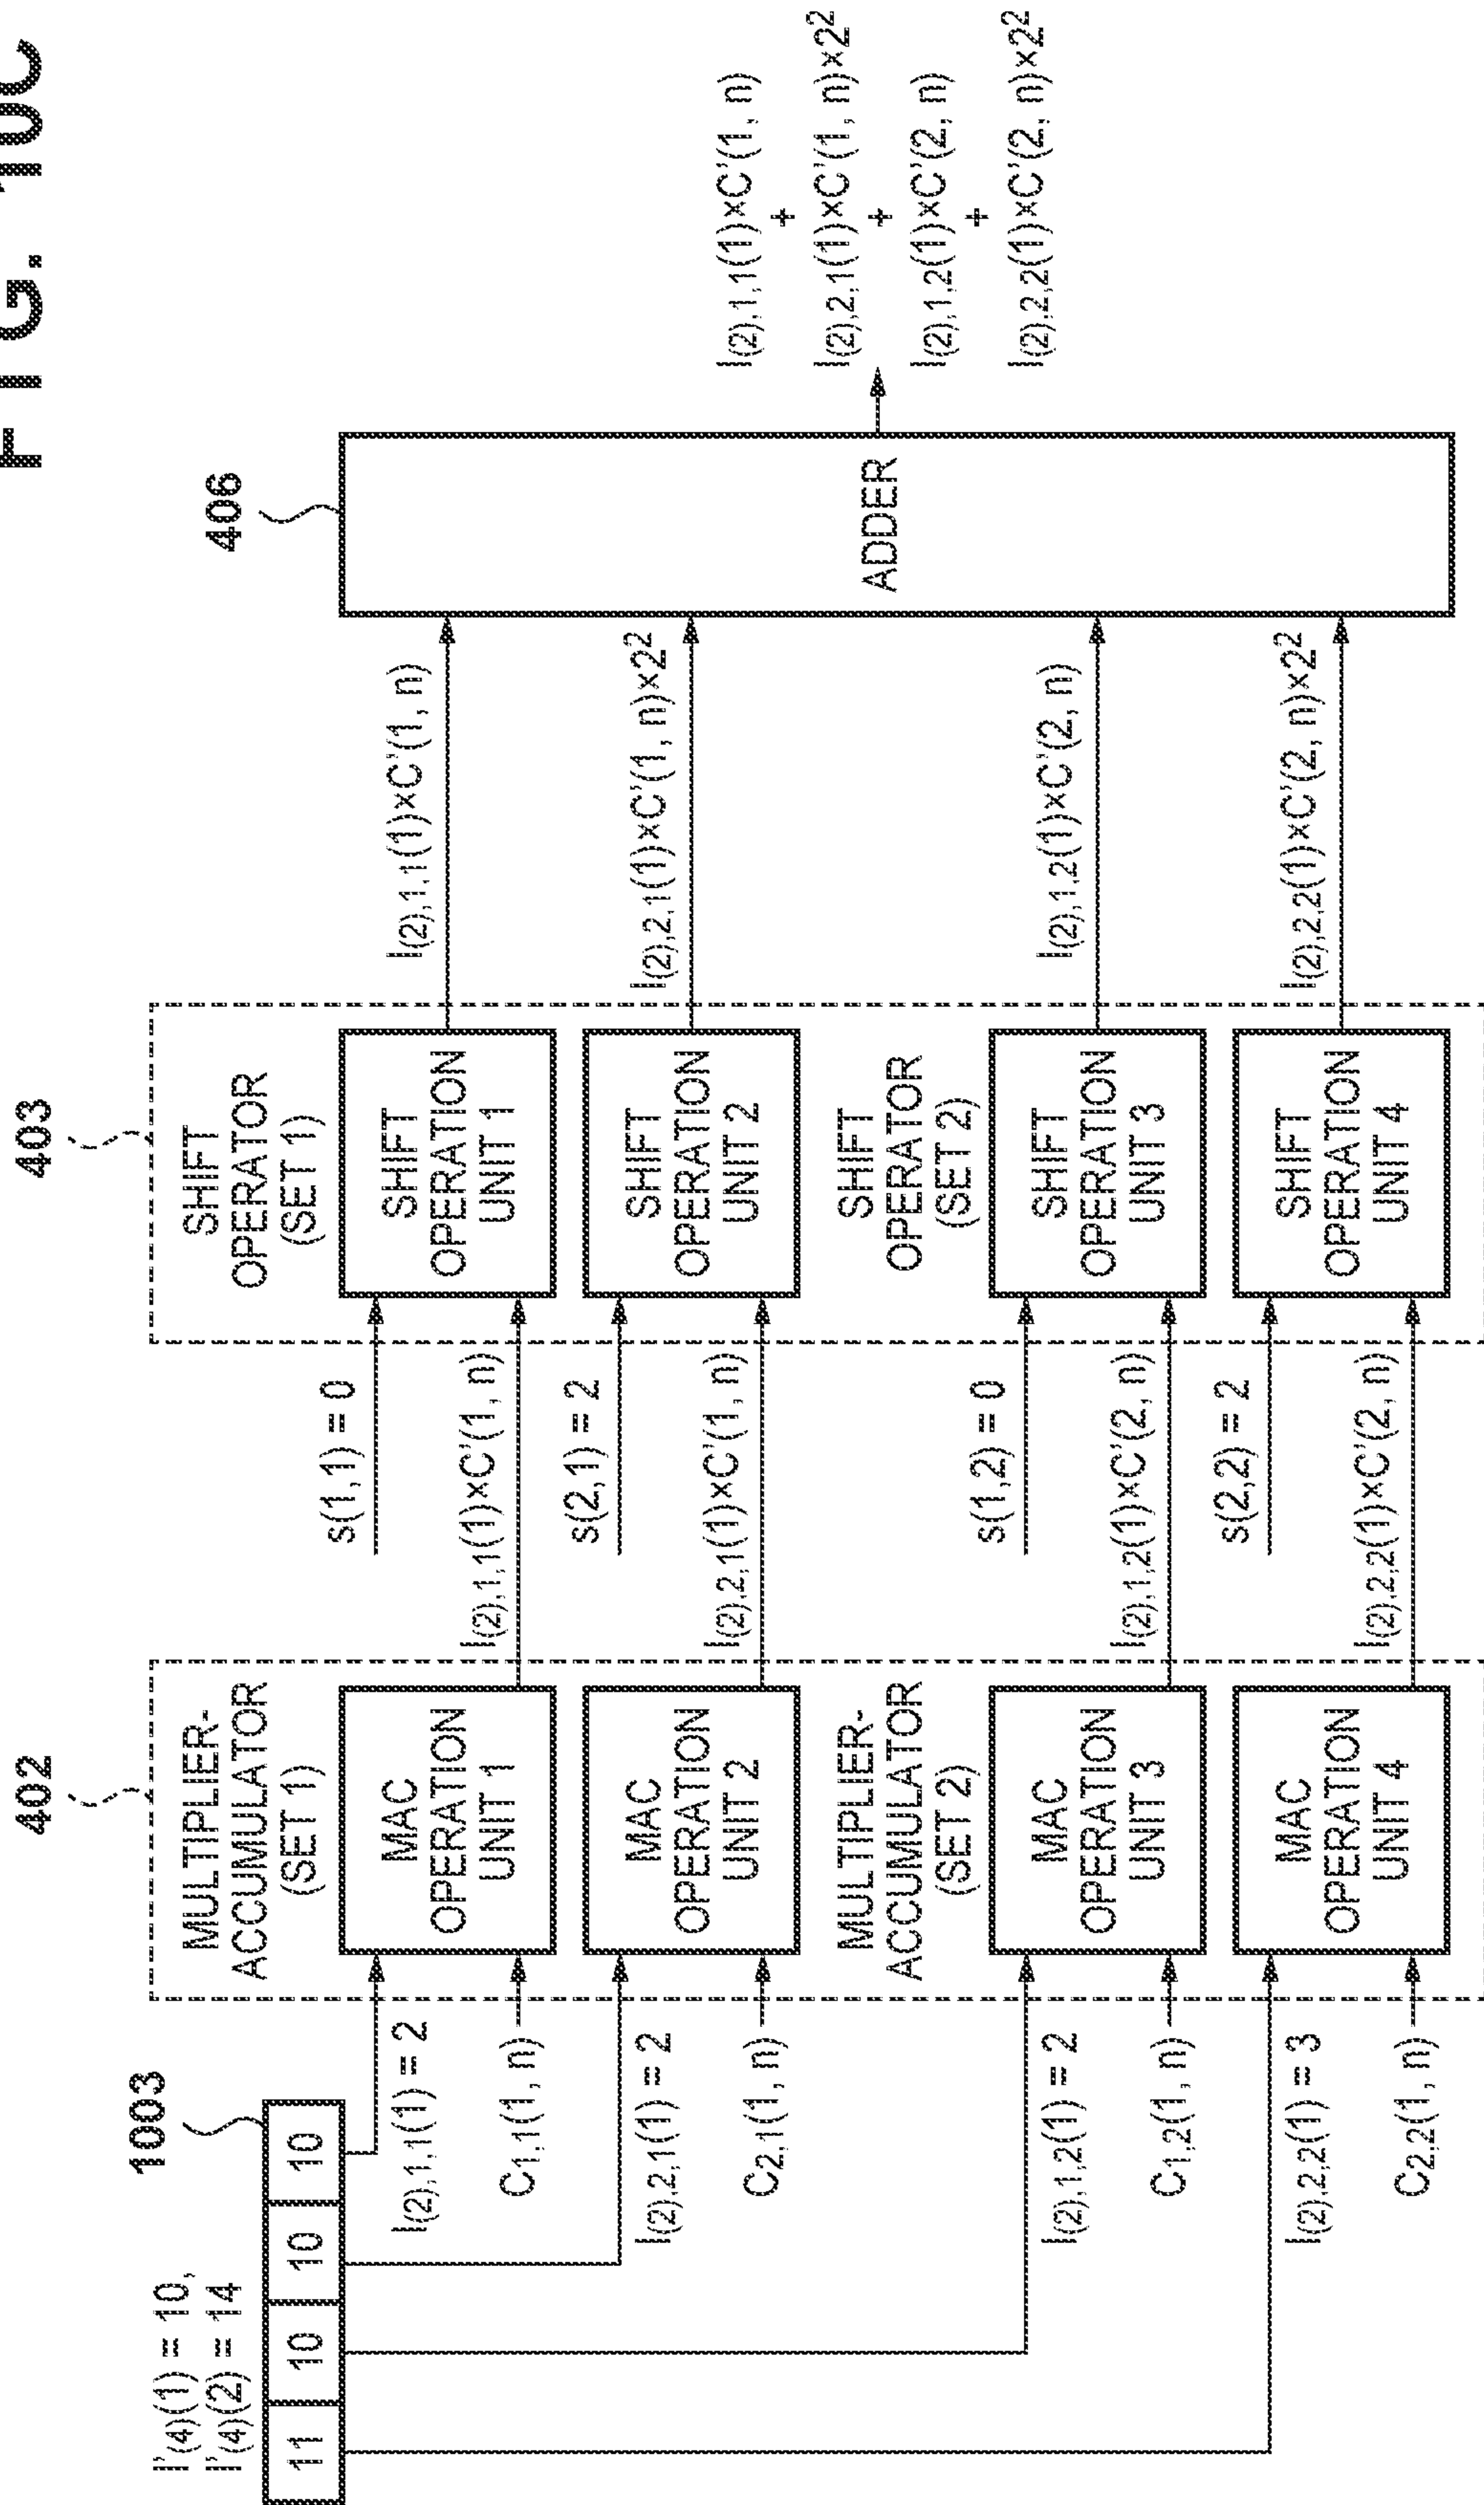 FIG. 10C
402
403
1003
406
I'(4)(1) = 10,
I'(4)(2) = 14
11 10 10 10
MULTIPLIER-
ACCUMULATOR
(SET 1)
SHIFT
OPERATOR
(SET 1)
I(2),1,1(1) = 2
C1,1(1, n)
MAC
OPERATION
UNIT 1
s(1,1) = 0
I(2),1,1(1)×C'(1, n)
SHIFT
OPERATION
UNIT 1
I(2),1,1(1)×C'(1, n)
I(2),2,1(1) = 2
C2,1(1, n)
MAC
OPERATION
UNIT 2
s(2,1) = 2
I(2),2,1(1)×C'(1, n)
SHIFT
OPERATION
UNIT 2
I(2),2,1(1)×C'(1, n)×2²
MULTIPLIER-
ACCUMULATOR
(SET 2)
SHIFT
OPERATOR
(SET 2)
I(2),1,2(1) = 2
C1,2(1, n)
MAC
OPERATION
UNIT 3
s(1,2) = 0
I(2),1,2(1)×C'(2, n)
SHIFT
OPERATION
UNIT 3
I(2),1,2(1)×C'(2, n)
I(2),2,2(1) = 3
C2,2(1, n)
MAC
OPERATION
UNIT 4
s(2,2) = 2
I(2),2,2(1)×C'(2, n)
SHIFT
OPERATION
UNIT 4
I(2),2,2(1)×C'(2, n)×2²
ADDER
I(2),1,1(1)×C'(1, n)
+
I(2),2,1(1)×C'(1, n)×2²
+
I(2),1,2(1)×C'(2, n)
+
I(2),2,2(1)×C'(2, n)×2²